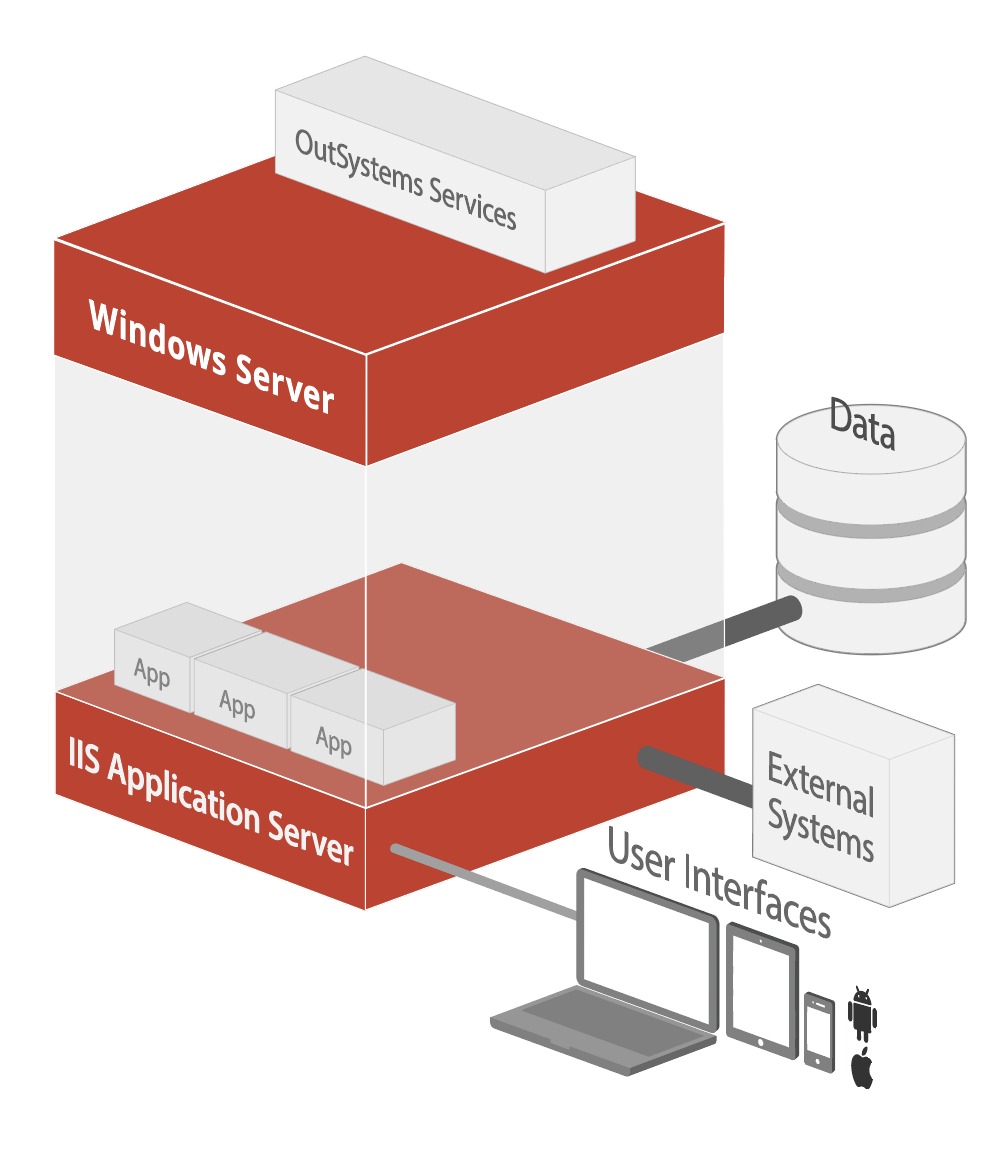 OutSystems Services
Windows Server
Data
App
App
App
IIS Application Server
External
Systems
User Interfaces